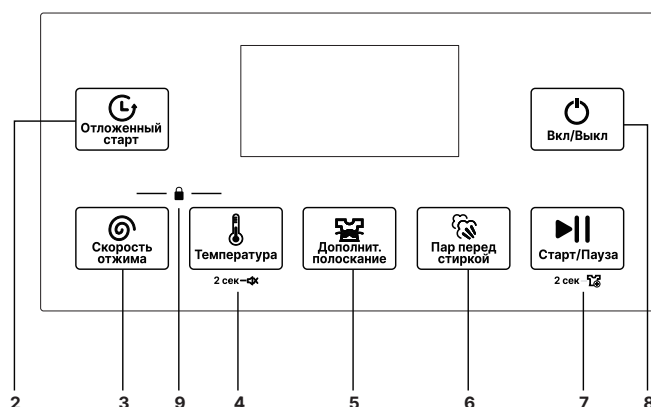 Отложенный
старт
Вкл/Выкл
Скорость
отжима
Температура
Дополнит.
полоскание
Пар перед
стиркой
Старт/Пауза
2 сек
2 сек
2 3 9 4 5 6 7 8